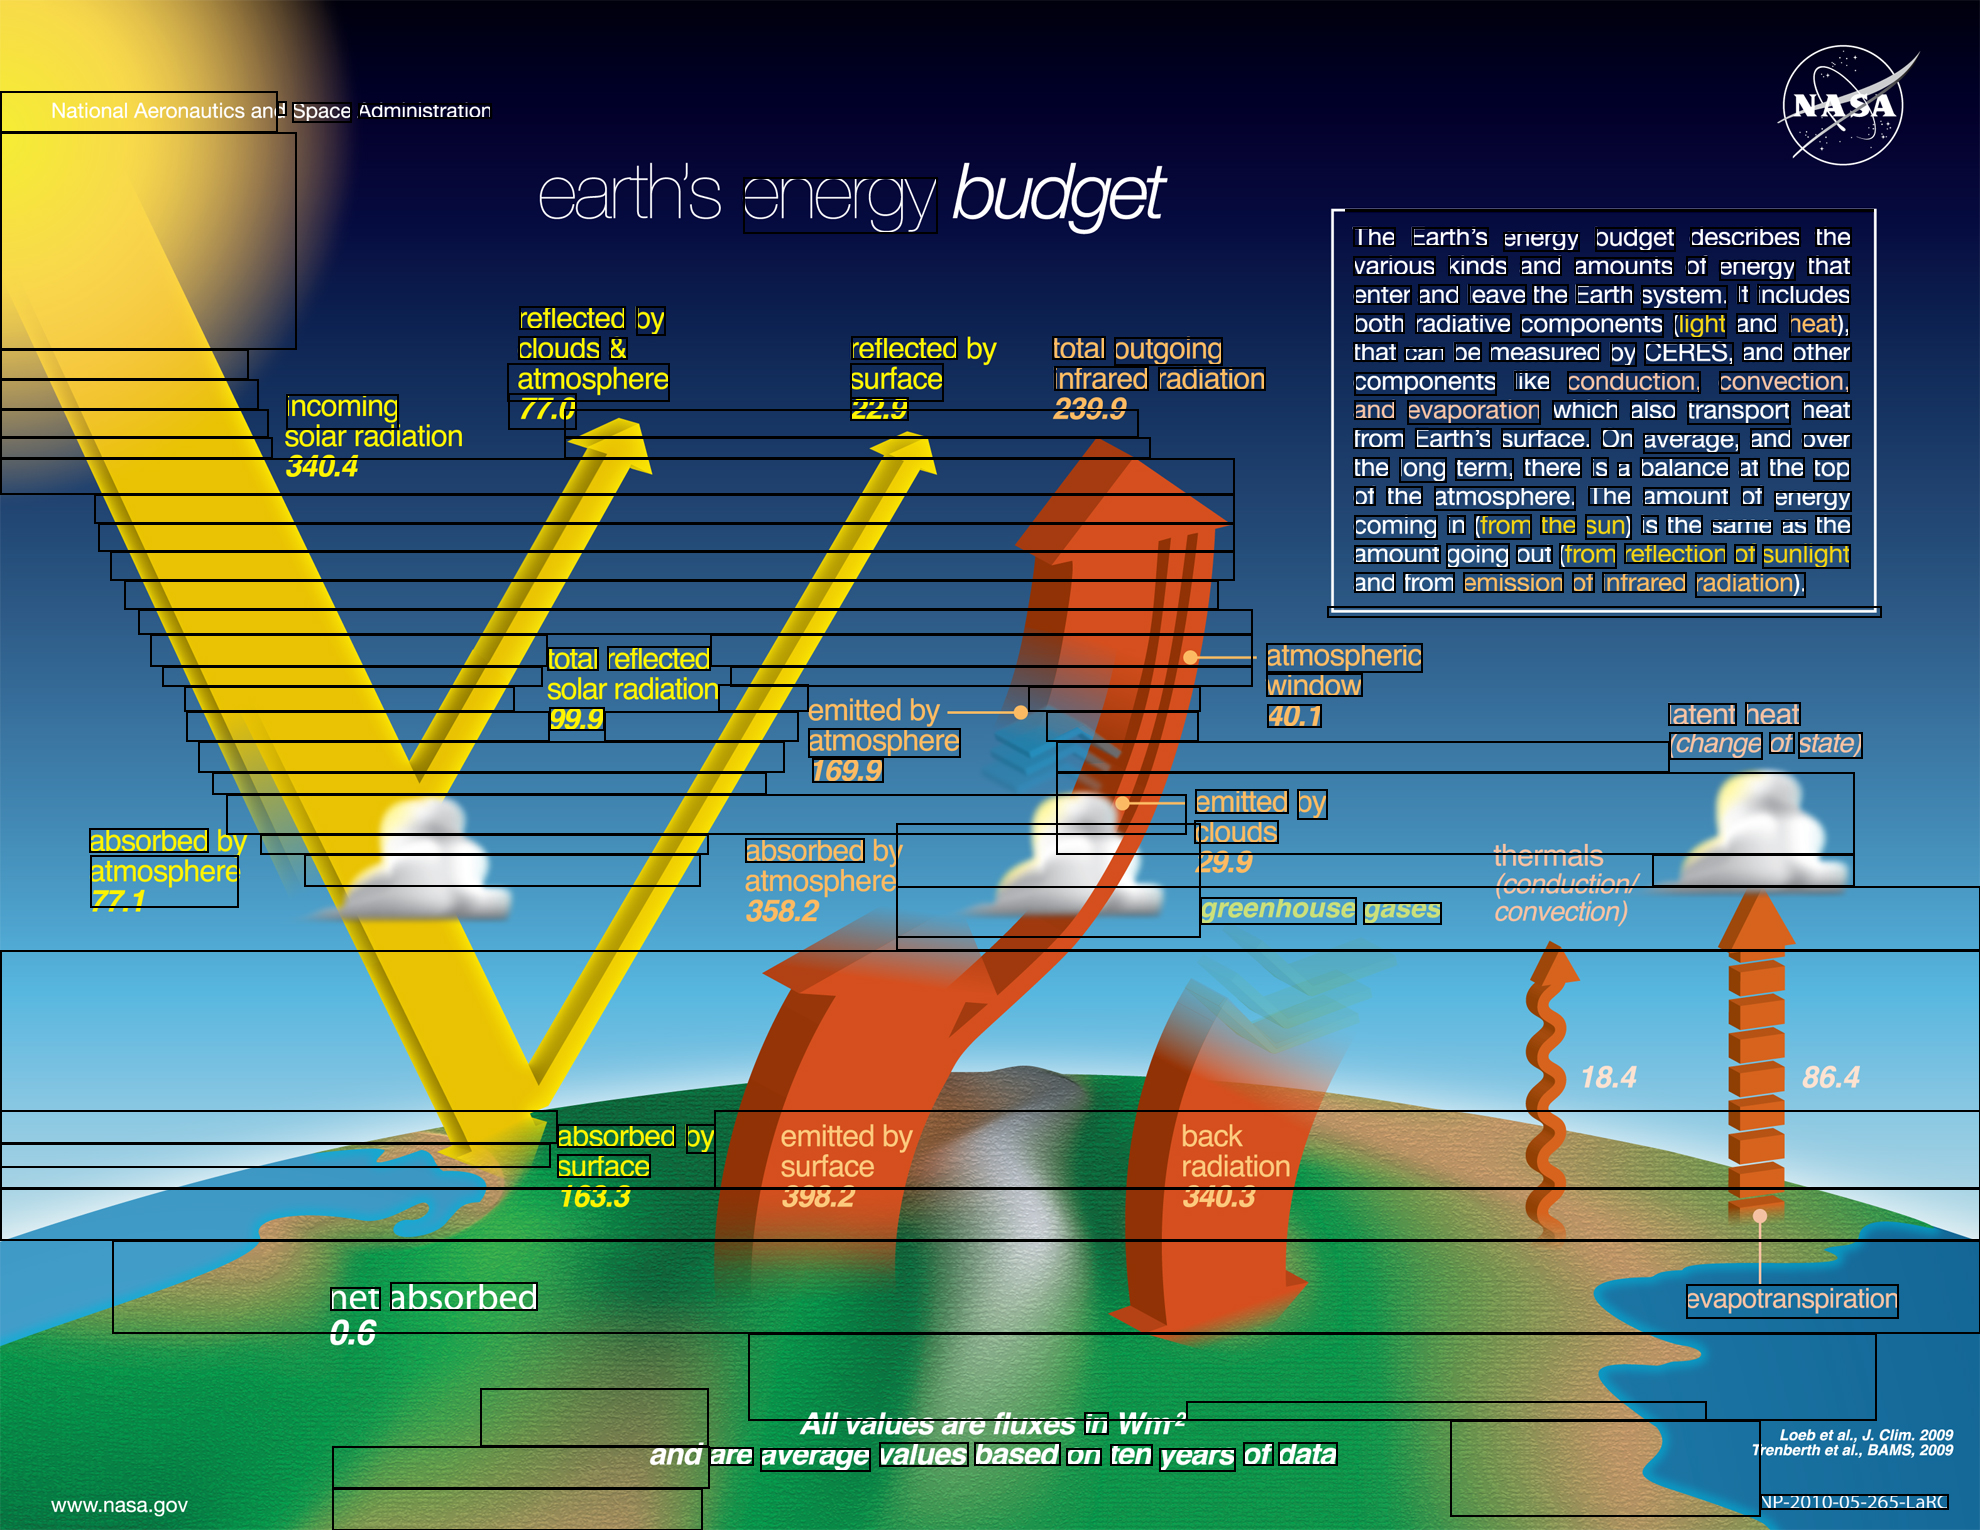 National Aeronautics and Space Administration
NASA
earth's energy budget
The Earth's energy budget describes the
various kinds and amounts of energy that
enter and leave the Earth system. It includes
both radiative components (light and heat),
that can be measured by CERES, and other
components like conduction, convection,
and evaporation which also transport heat
from Earth's surface. On average, and over
the long term, there is a balance at the top
of the atmosphere. The amount of energy
coming in (from the sun) is the same as the
amount going out (from reflection of sunlight
and from emission of infrared radiation).
incoming
solar radiation
340.4
reflected by
clouds &
atmosphere
77.0
reflected by
surface
22.9
total outgoing
infrared radiation
239.9
total reflected
solar radiation
99.9
atmospheric
window
40.1
emitted by
atmosphere
169.9
latent heat
(change of state)
emitted by
clouds
29.9
absorbed by
atmosphere
77.1
absorbed by
atmosphere
358.2
greenhouse gases
thermals
(conduction/
convection)
18.4
86.4
absorbed by
surface
163.3
emitted by
surface
398.2
back
radiation
340.3
evapotranspiration
net absorbed
0.6
All values are fluxes in Wm²
and are average values based on ten years of data
Loeb et al., J. Clim. 2009
Trenberth et al., BAMS, 2009
www.nasa.gov
NP-2010-05-265-LaRC